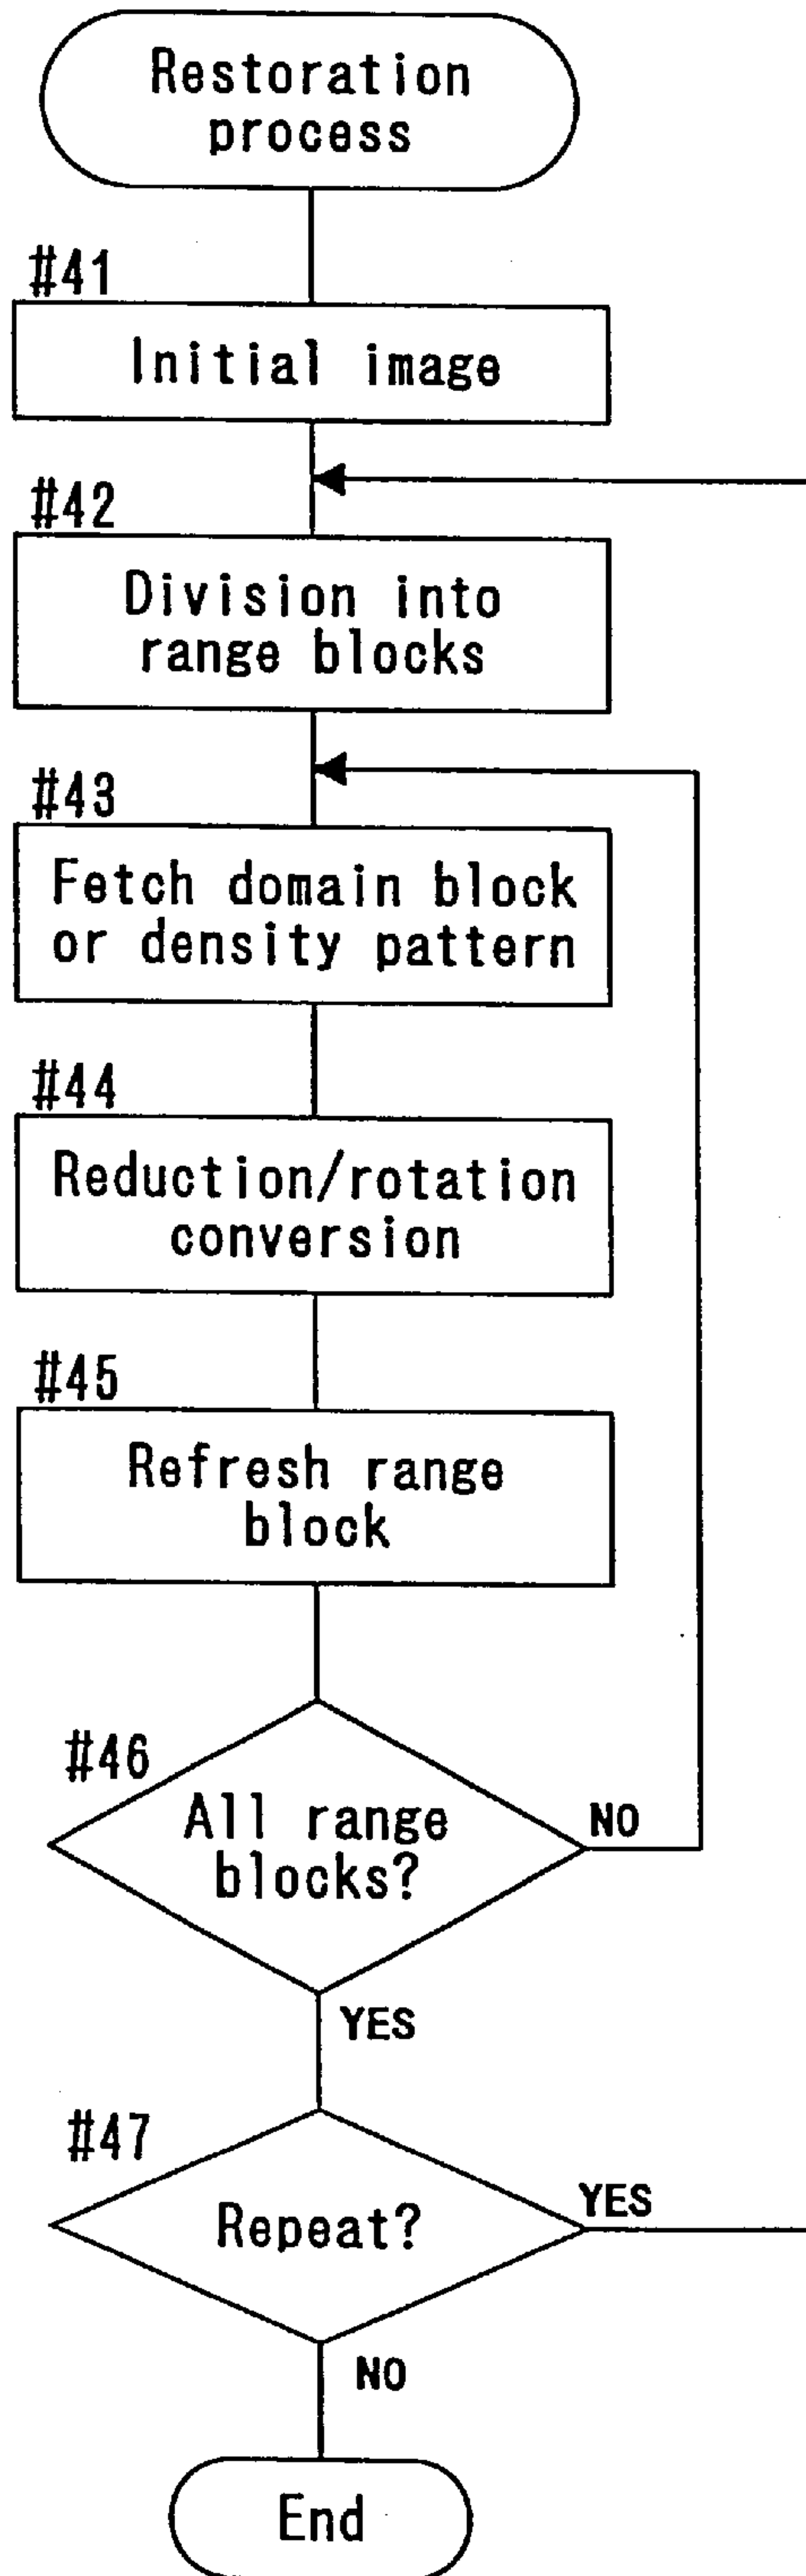 Restoration
process
#41
Initial image
#42
Division into
range blocks
#43
Fetch domain block
or density pattern
#44
Reduction/rotation
conversion
#45
Refresh range
block
#46
All range
blocks?
NO
YES
#47
Repeat?
YES
NO
End